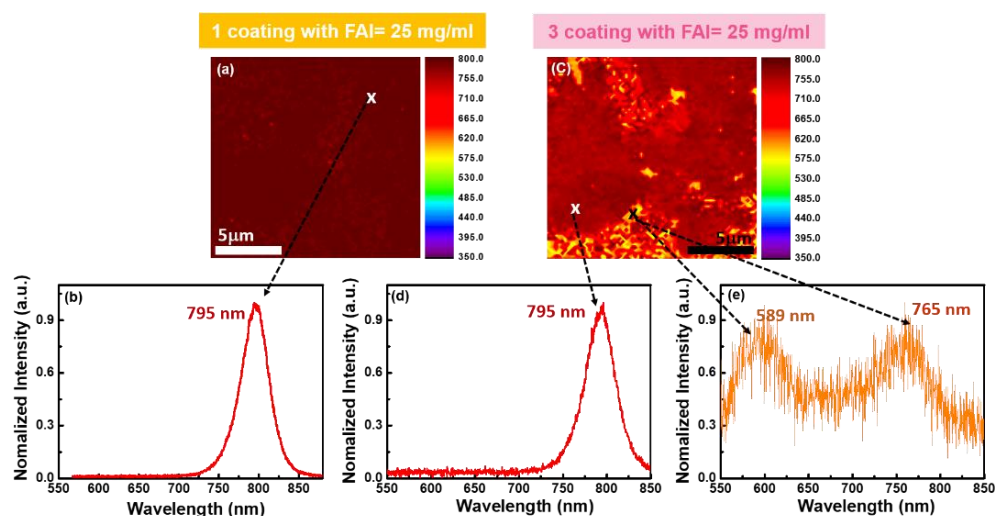 1 coating with FAI= 25 mg/ml
3 coating with FAI= 25 mg/ml
(a)
x
5μm
800.0
755.0
710.0
665.0
620.0
575.0
530.0
485.0
440.0
395.0
350.0
(C)
x
x
5μm
800.0
755.0
710.0
665.0
620.0
575.0
530.0
485.0
440.0
395.0
350.0
(b)
795 nm
Nomalized Intensity (a.u.)
0.9
0.6
0.3
0.0
550 600 650 700 750 800 850
Wavelength (nm)
(d)
795 nm
Nomalized Intensity (a.u.)
0.9
0.6
0.3
0.0
550 600 650 700 750 800 850
Wavelength (nm)
(e)
589 nm
765 nm
Nomalized Intensity (a.u.)
0.9
0.6
0.3
0.0
550 600 650 700 750 800 850
Wavelength (nm)